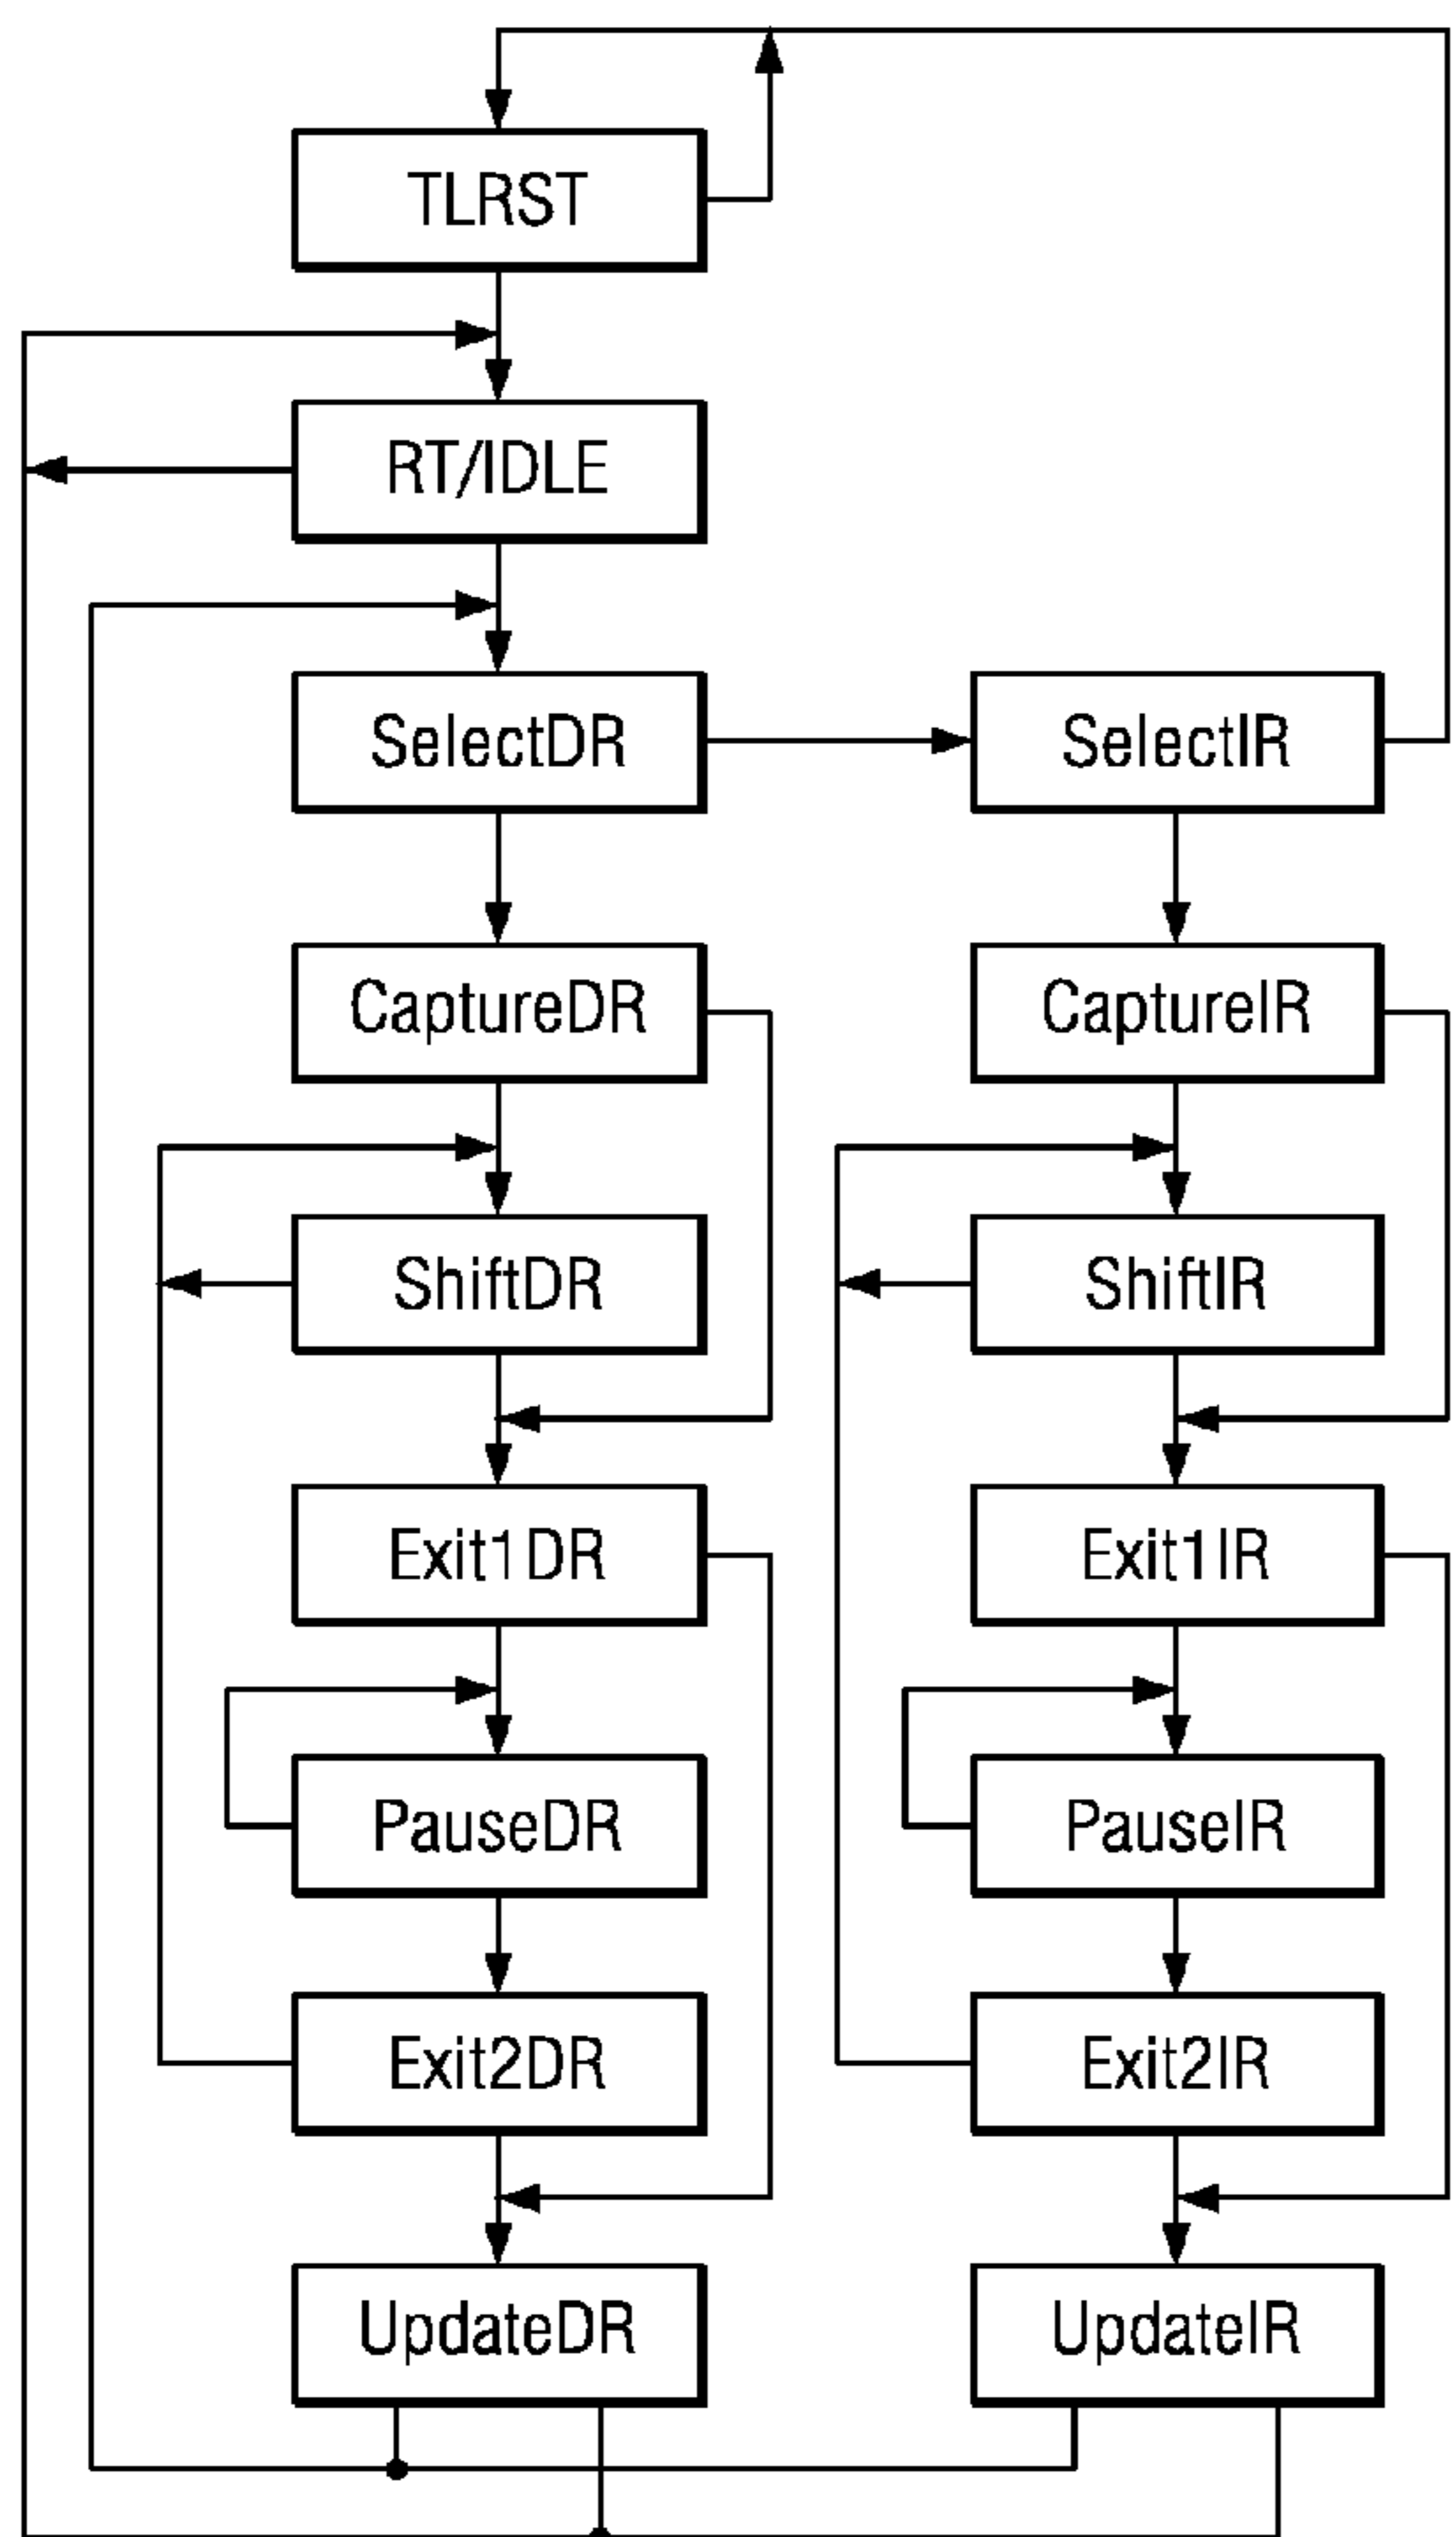 TLRST
RT/IDLE
SelectDR
SelectIR
CaptureDR
CaptureIR
ShiftDR
ShiftIR
Exit1DR
Exit1IR
PauseDR
PauseIR
Exit2DR
Exit2IR
UpdateDR
UpdateIR